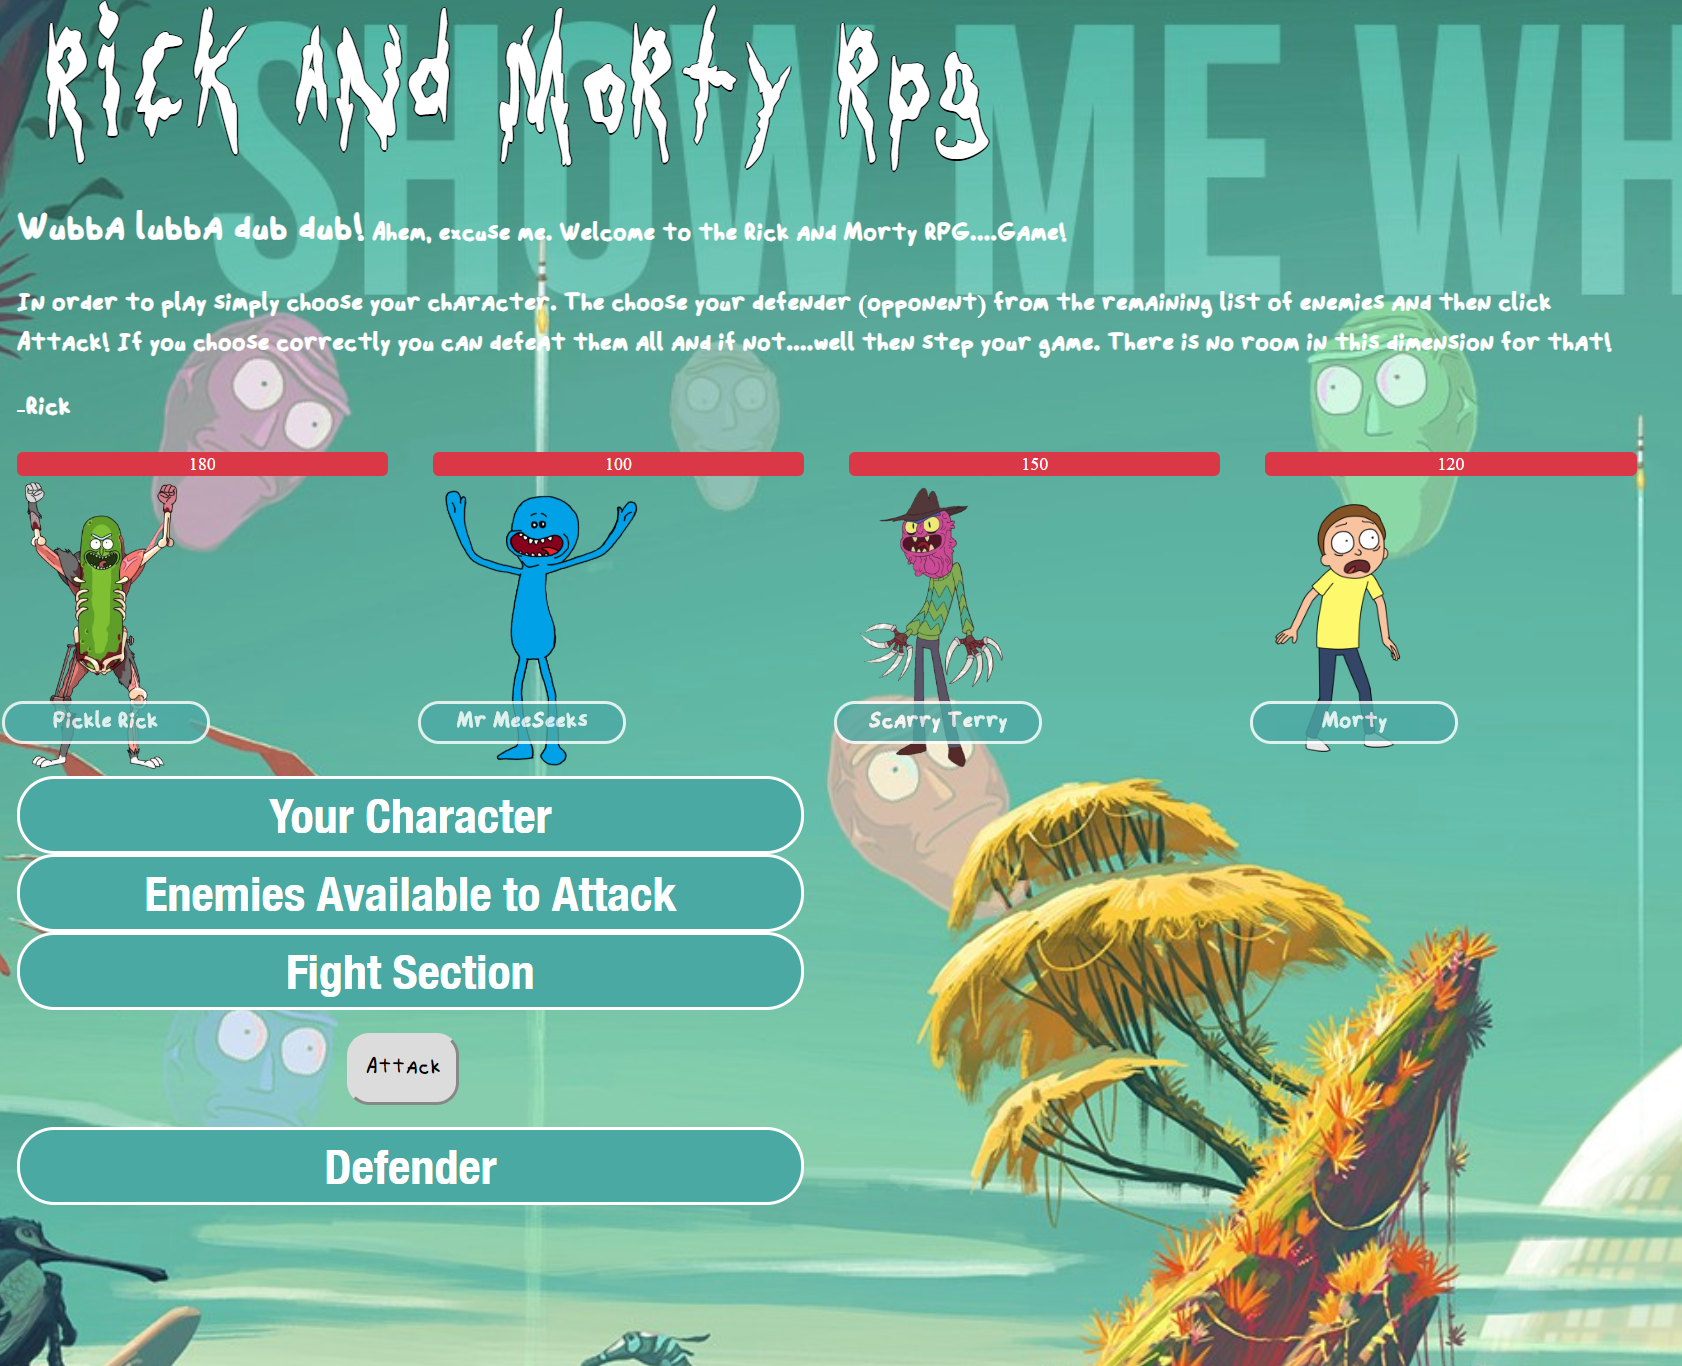 Rick And Morty Rpg
SHOW ME WH
Wubba lubba dub dub! Ahem, excuse me. Welcome to the Rick and Morty RPG....Game!
In order to play simply choose your character. The choose your defender (opponent) from the remaining list of enemies and then click
Attack! If you choose correctly you can defeat them all and if not....well then step your game. There is no room in this dimension for that!
-Rick
180
100
150
120
Pickle Rick
Mr MeeSeeks
Scarry Terry
Morty
Your Character
Enemies Available to Attack
Fight Section
Attack
Defender